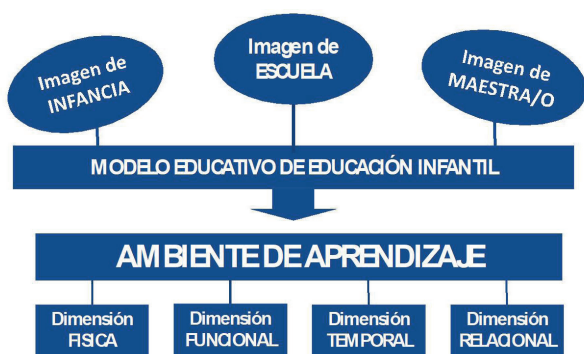 Imagen de
INFANCIA
Imagen de
ESCUELA
Imagen de
MAESTRA/O
MODELO EDUCATIVO DE EDUCACIÓN INFANTIL
AMBIENTE DE APRENDIZAJE
Dimensión
FISICA
Dimensión
FUNCIONAL
Dimensión
TEMPORAL
Dimensión
RELACIONAL